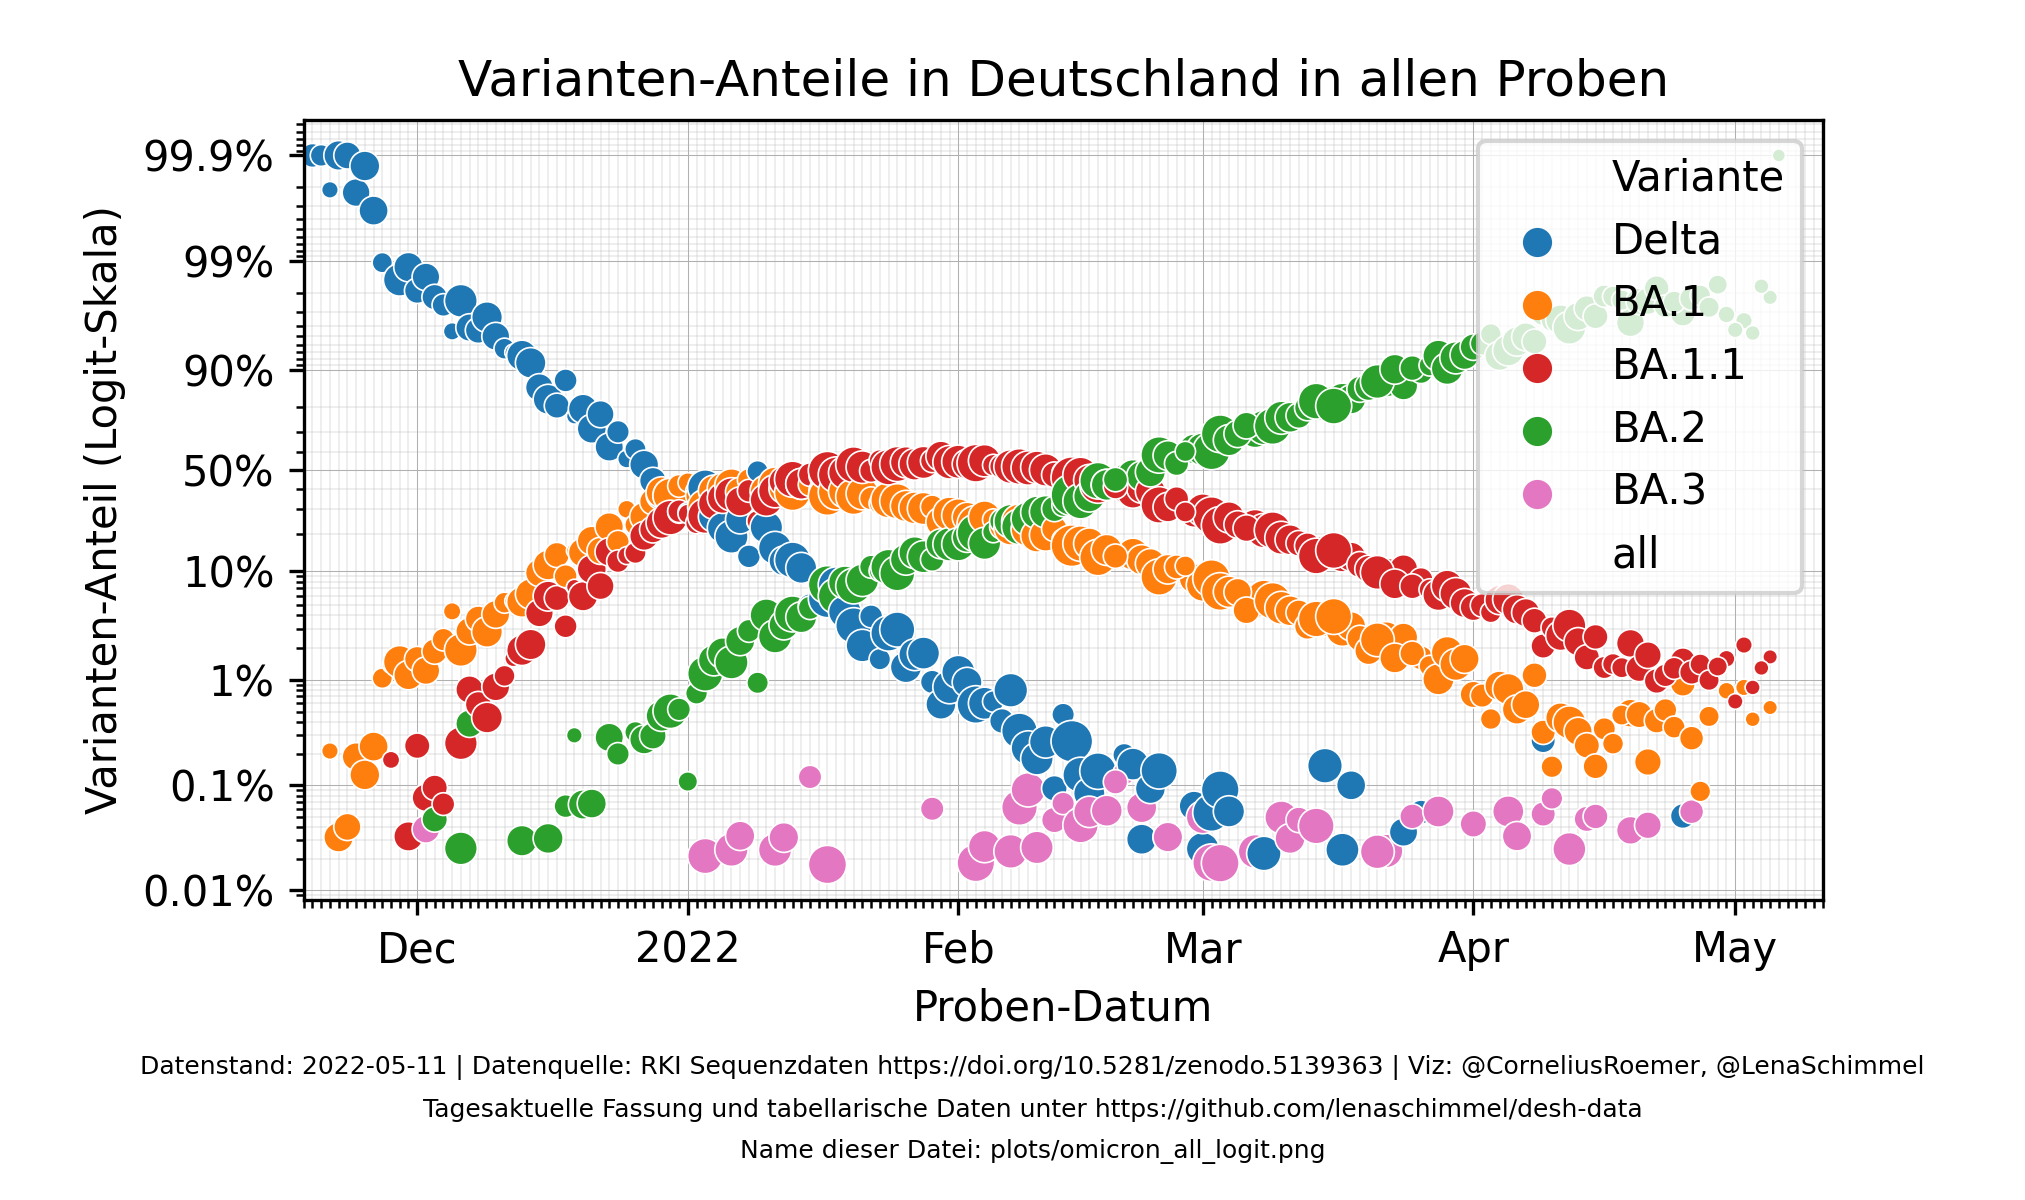 Varianten-Anteile in Deutschland in allen Proben
Varianten-Anteil (Logit-Skala)
99.9%
99%
90%
50%
10%
1%
0.1%
0.01%
Variante
Delta
BA.1
BA.1.1
BA.2
BA.3
all
Dec
2022
Feb
Mar
Apr
May
Proben-Datum
Datenstand: 2022-05-11 | Datenquelle: RKI Sequenzdaten https://doi.org/10.5281/zenodo.5139363 | Viz: @CorneliusRoemer, @LenaSchimmel
Tagesaktuelle Fassung und tabellarische Daten unter https://github.com/lenaschimmel/desh-data
Name dieser Datei: plots/omicron_all_logit.png